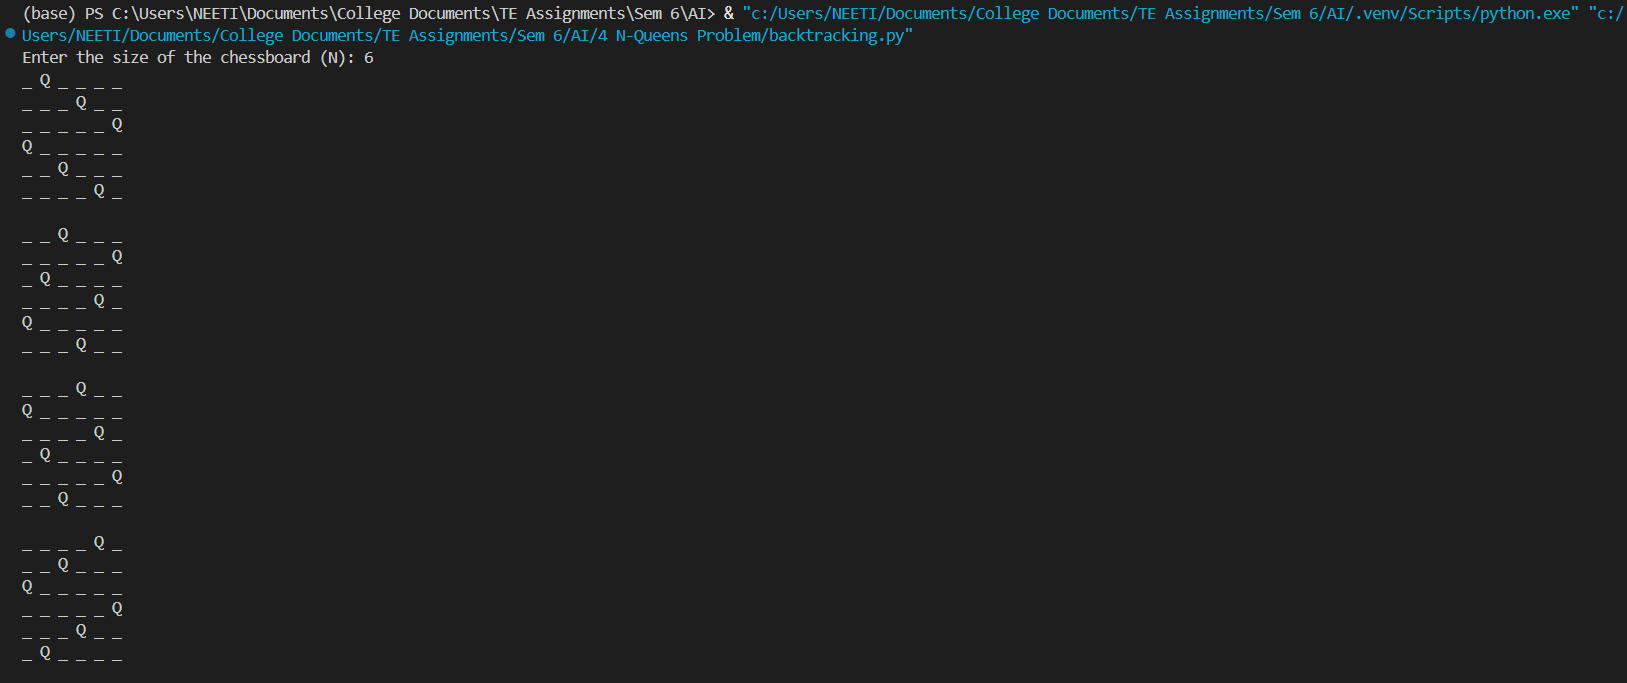 (base) PS C:\Users\NEETI\Documents\College Documents\TE Assignments\Sem 6\AI> & "c:/Users/NEETI/Documents/College Documents/TE Assignments/Sem 6/AI/.venv/Scripts/python.exe" "c:/
Users/NEETI/Documents/College Documents/TE Assignments/Sem 6/AI/4 N-Queens Problem/backtracking.py"
Enter the size of the chessboard (N): 6
_ Q _ _ _ _
_ _ _ Q _ _
_ _ _ _ _ Q
Q _ _ _ _ _
_ _ Q _ _ _
_ _ _ _ Q _

_ _ Q _ _ _
_ _ _ _ _ Q
_ Q _ _ _ _
_ _ _ _ Q _
Q _ _ _ _ _
_ _ _ Q _ _

_ _ _ Q _ _
Q _ _ _ _ _
_ _ _ _ Q _
_ Q _ _ _ _
_ _ _ _ _ Q
_ _ Q _ _ _

_ _ _ _ Q _
_ _ Q _ _ _
Q _ _ _ _ _
_ _ _ _ _ Q
_ _ _ Q _ _
_ Q _ _ _ _